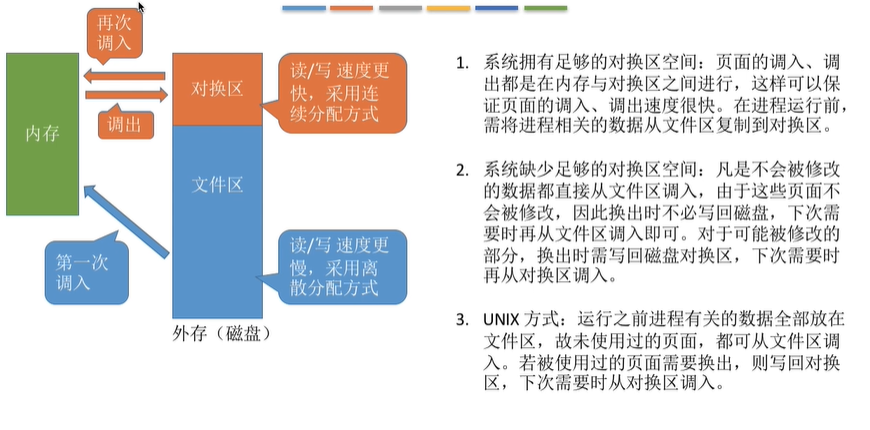 再次
调入
内存
调出
对换区
读/写 速度更
快，采用连
续分配方式
文件区
第一次
调入
读/写 速度更
慢，采用离
散分配方式
外存（磁盘）
1. 系统拥有足够的对换区空间：页面的调入、调
出都是在内存与对换区之间进行，这样可以保
证页面的调入、调出速度很快。在进程运行前，
需将进程相关的数据从文件区复制到对换区。
2. 系统缺少足够的对换区空间：凡是不会被修改
的数据都直接从文件区调入，由于这些页面不
会被修改，因此换出时不必写回磁盘，下次需
要时再从文件区调入即可。对于可能被修改的
部分，换出时需写回磁盘对换区，下次需要时
再从对换区调入。
3. UNIX 方式：运行之前进程有关的数据全部放在
文件区，故未使用过的页面，都可从文件区调
入。若被使用过的页面需要换出，则写回对换
区，下次需要时从对换区调入。